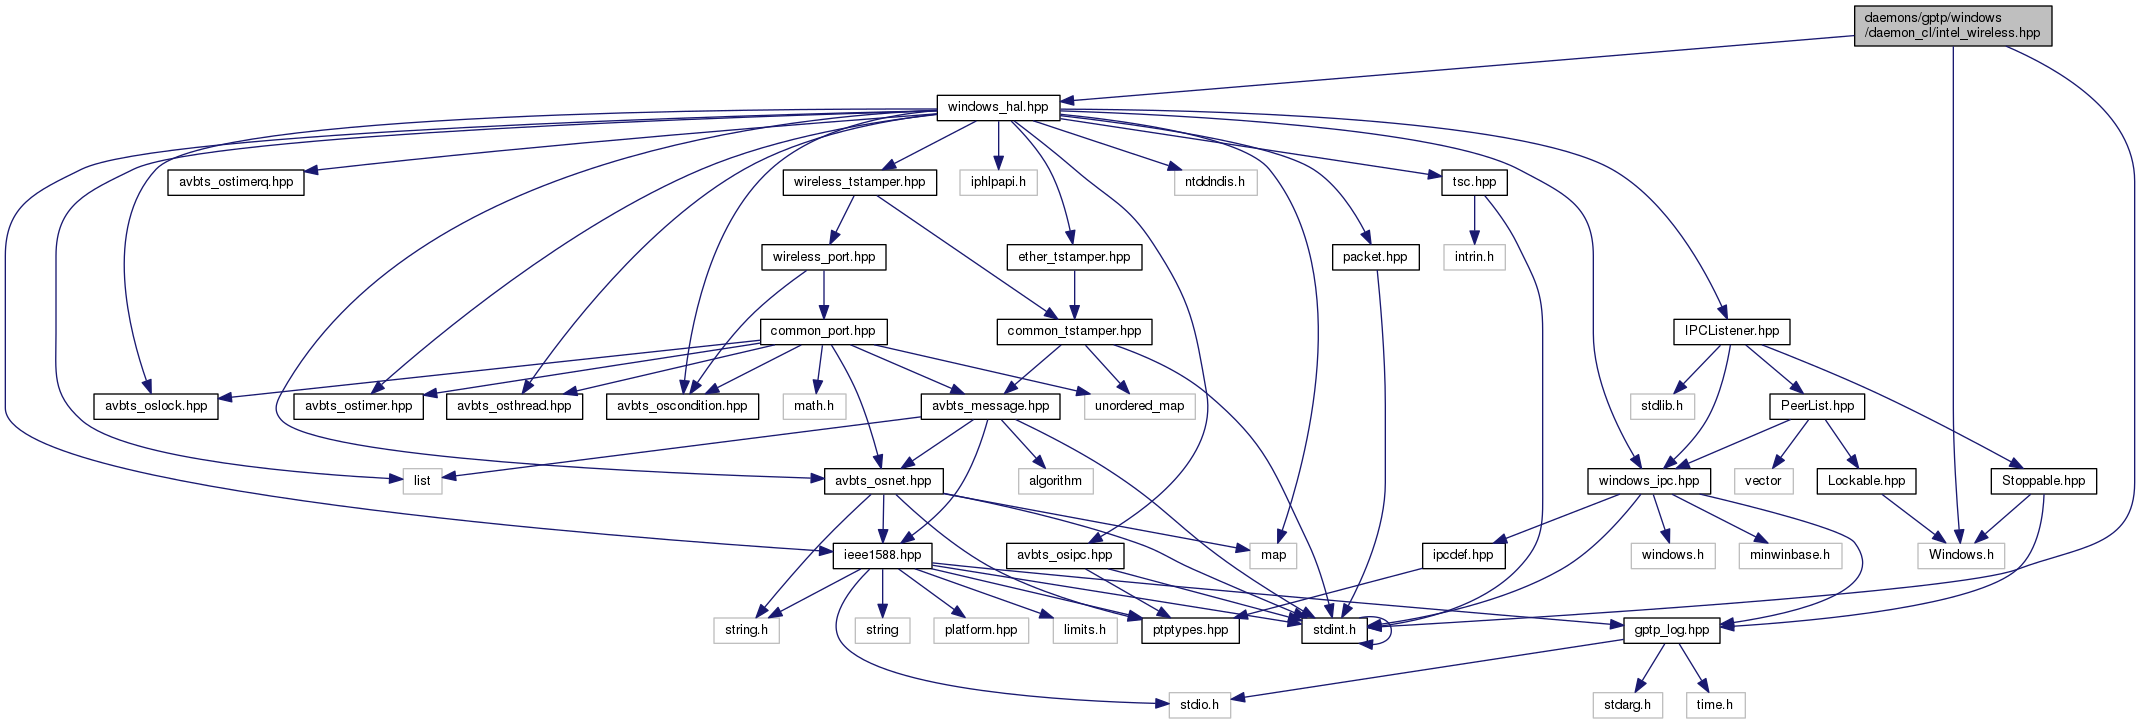 daemons/gptp/windows
/daemon_cl/intel_wireless.hpp
windows_hal.hpp
avbts_ostimerq.hpp
wireless_tstamper.hpp
iphlpapi.h
ntddndis.h
tsc.hpp
wireless_port.hpp
ether_tstamper.hpp
packet.hpp
intrin.h
common_port.hpp
common_tstamper.hpp
IPCListener.hpp
avbts_oslock.hpp
avbts_ostimer.hpp
avbts_osthread.hpp
avbts_oscondition.hpp
math.h
avbts_message.hpp
unordered_map
stdlib.h
PeerList.hpp
list
avbts_osnet.hpp
algorithm
windows_ipc.hpp
vector
Lockable.hpp
Stoppable.hpp
ieee1588.hpp
avbts_osipc.hpp
map
ipcdef.hpp
windows.h
minwinbase.h
Windows.h
string.h
string
platform.hpp
limits.h
ptptypes.hpp
stdint.h
gptp_log.hpp
stdio.h
stdarg.h
time.h